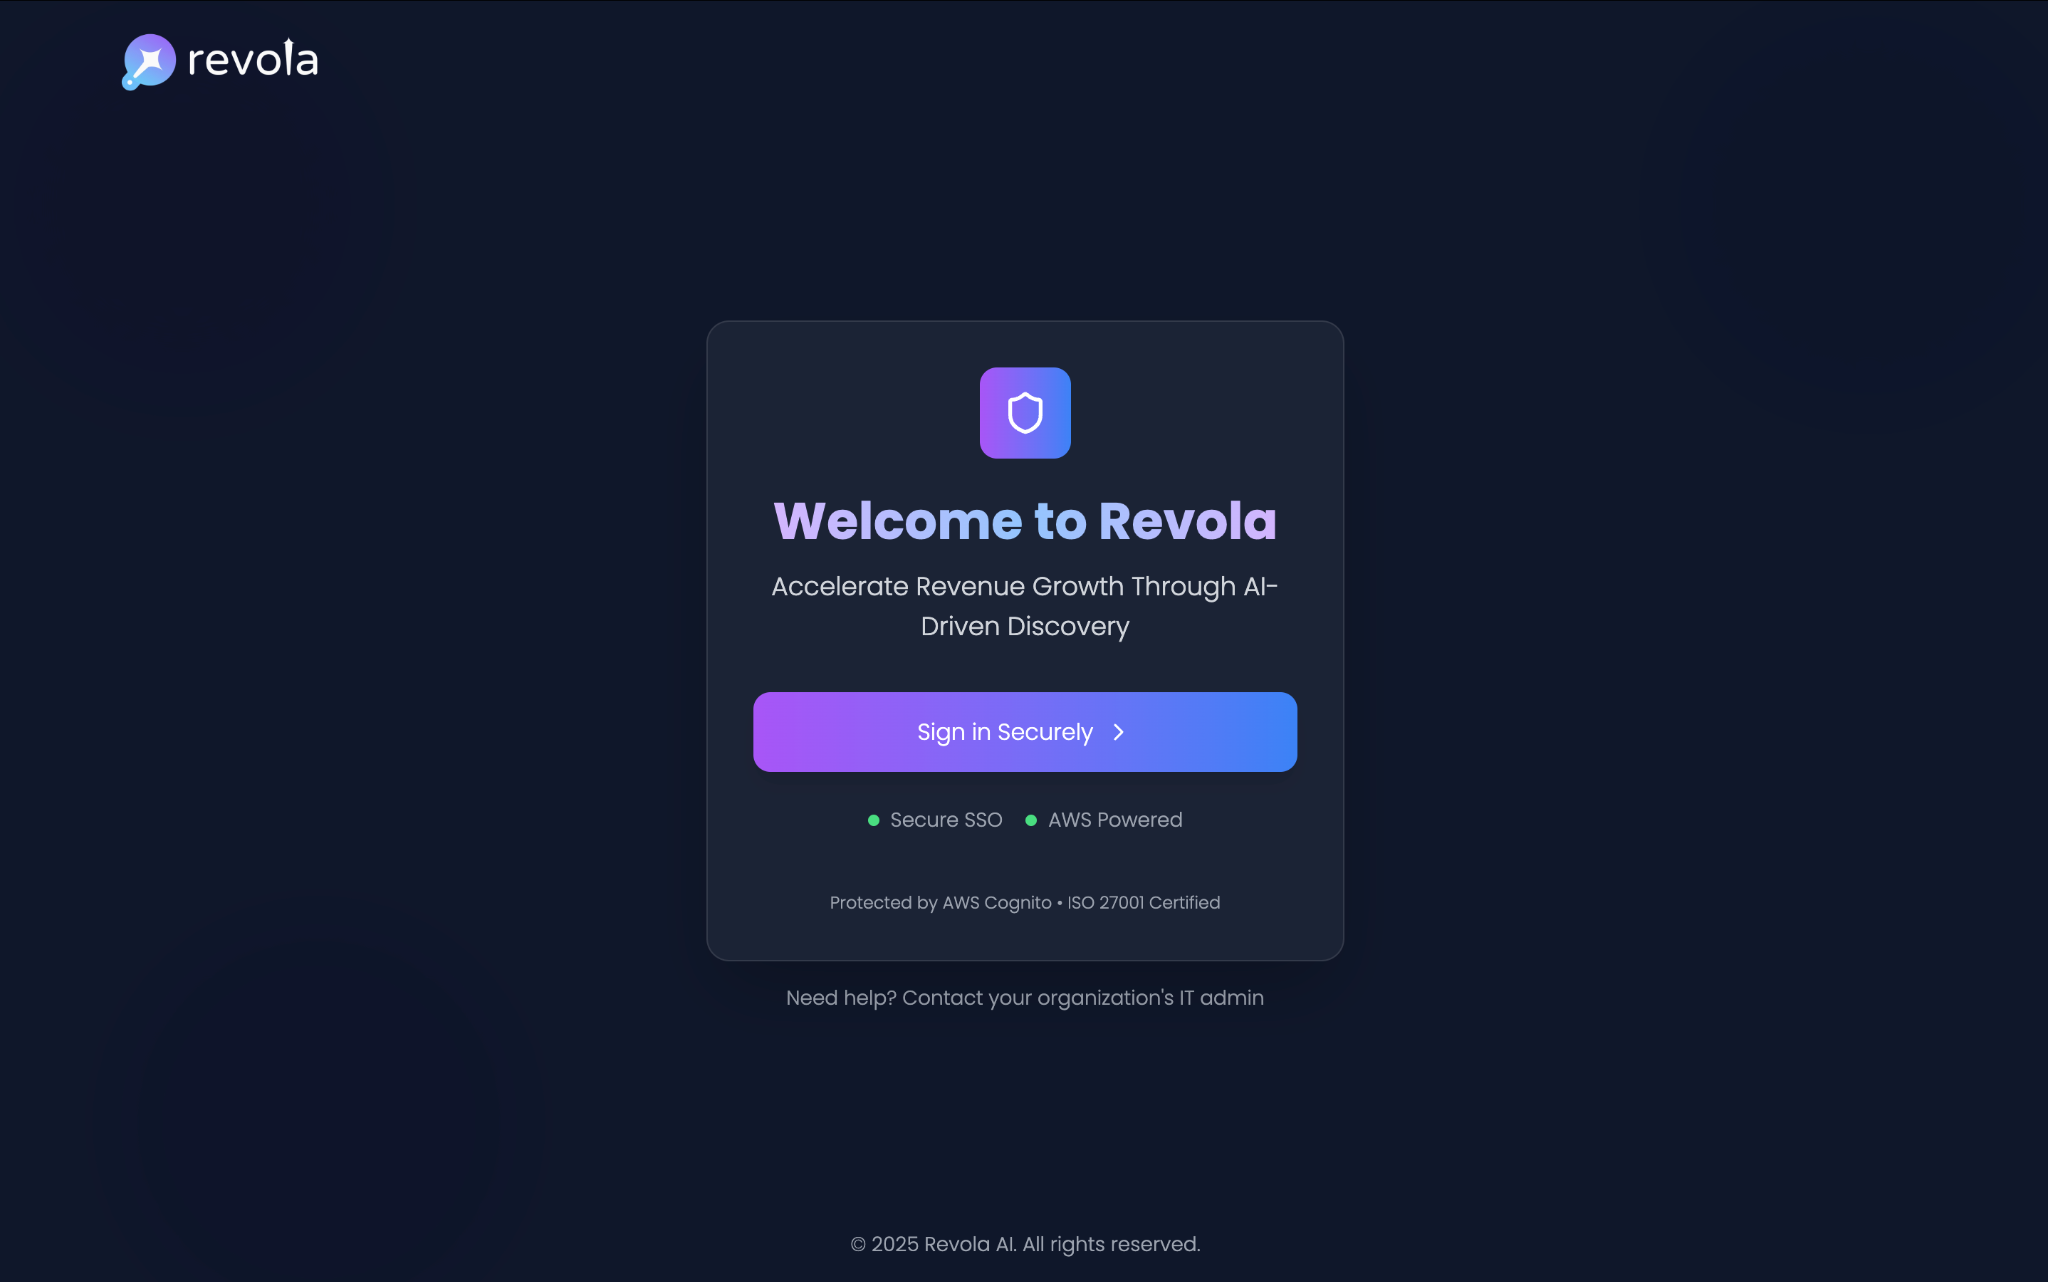 revola
Welcome to Revola
Accelerate Revenue Growth Through AI-
Driven Discovery
Sign in Securely
Secure SSO
AWS Powered
Protected by AWS Cognito • ISO 27001 Certified
Need help? Contact your organization's IT admin
© 2025 Revola AI. All rights reserved.